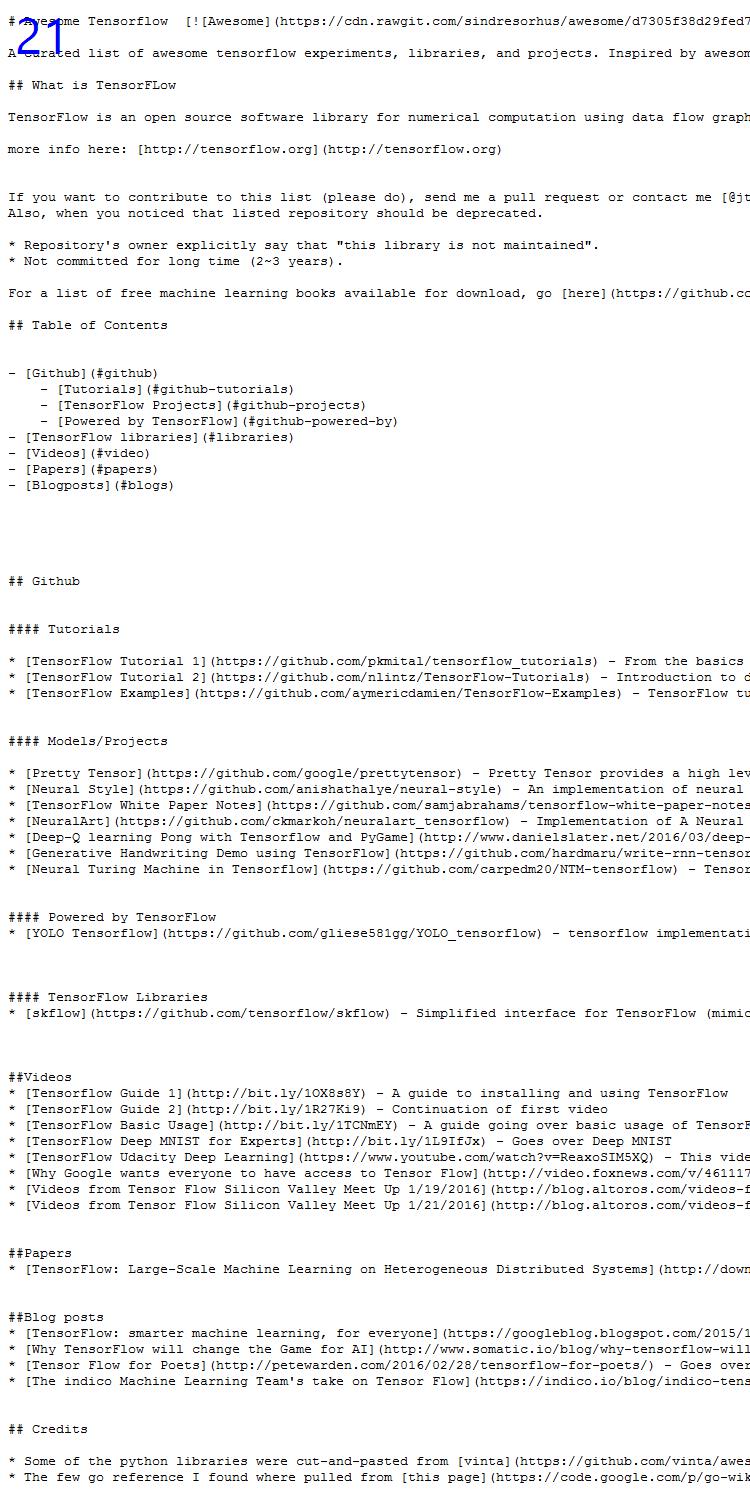 21
# Awesome Tensorflow  [![Awesome](https://cdn.rawgit.com/sindresorhus/awesome/d7305f38d29fed7
A curated list of awesome tensorflow experiments, libraries, and projects. Inspired by awesom
## What is TensorFLow
TensorFlow is an open source software library for numerical computation using data flow graph
more info here: [http://tensorflow.org](http://tensorflow.org)
If you want to contribute to this list (please do), send me a pull request or contact me [@jt
Also, when you noticed that listed repository should be deprecated.
* Repository's owner explicitly say that "this library is not maintained".
* Not committed for long time (2~3 years).
For a list of free machine learning books available for download, go [here](https://github.co
## Table of Contents
- [Github](#github)
    - [Tutorials](#github-tutorials)
    - [TensorFlow Projects](#github-projects)
    - [Powered by TensorFlow](#github-powered-by)
- [TensorFlow libraries](#libraries)
- [Videos](#video)
- [Papers](#papers)
- [Blogposts](#blogs)
## Github
#### Tutorials
* [TensorFlow Tutorial 1](https://github.com/pkmital/tensorflow_tutorials) - From the basics
* [TensorFlow Tutorial 2](https://github.com/nlintz/TensorFlow-Tutorials) - Introduction to d
* [TensorFlow Examples](https://github.com/aymericdamien/TensorFlow-Examples) - TensorFlow tu
#### Models/Projects
* [Pretty Tensor](https://github.com/google/prettytensor) - Pretty Tensor provides a high lev
* [Neural Style](https://github.com/anishathalye/neural-style) - An implementation of neural
* [TensorFlow White Paper Notes](https://github.com/samjabrahams/tensorflow-white-paper-notes
* [NeuralArt](https://github.com/ckmarkoh/neuralart_tensorflow) - Implementation of A Neural
* [Deep-Q learning Pong with Tensorflow and PyGame](http://www.danielslater.net/2016/03/deep-
* [Generative Handwriting Demo using TensorFlow](https://github.com/hardmaru/write-rnn-tensor
* [Neural Turing Machine in Tensorflow](https://github.com/carpedm20/NTM-tensorflow) - Tensor
#### Powered by TensorFlow
* [YOLO Tensorflow](https://github.com/gliese581gg/YOLO_tensorflow) - tensorflow implementati
#### TensorFlow Libraries
* [skflow](https://github.com/tensorflow/skflow) - Simplified interface for TensorFlow (mimic
##Videos
* [Tensorflow Guide 1](http://bit.ly/1OX8s8Y) - A guide to installing and using TensorFlow
* [TensorFlow Guide 2](http://bit.ly/1R27Ki9) - Continuation of first video
* [TensorFlow Basic Usage](http://bit.ly/1TCNmEY) - A guide going over basic usage of TensorF
* [TensorFlow Deep MNIST for Experts](http://bit.ly/1L9IfJx) - Goes over Deep MNIST
* [TensorFlow Udacity Deep Learning](https://www.youtube.com/watch?v=ReaxoSIM5XQ) - This vide
* [Why Google wants everyone to have access to Tensor Flow](http://video.foxnews.com/v/461117
* [Videos from Tensor Flow Silicon Valley Meet Up 1/19/2016](http://blog.altoros.com/videos-f
* [Videos from Tensor Flow Silicon Valley Meet Up 1/21/2016](http://blog.altoros.com/videos-f
##Papers
* [TensorFlow: Large-Scale Machine Learning on Heterogeneous Distributed Systems](http://down
##Blog posts
* [TensorFlow: smarter machine learning, for everyone](https://googleblog.blogspot.com/2015/1
* [Why TensorFlow will change the Game for AI](http://www.somatic.io/blog/why-tensorflow-will
* [Tensor Flow for Poets](http://petewarden.com/2016/02/28/tensorflow-for-poets/) - Goes over
* [The indico Machine Learning Team's take on Tensor Flow](https://indico.io/blog/indico-tens
## Credits
* Some of the python libraries were cut-and-pasted from [vinta](https://github.com/vinta/awes
* The few go reference I found where pulled from [this page](https://code.google.com/p/go-wik